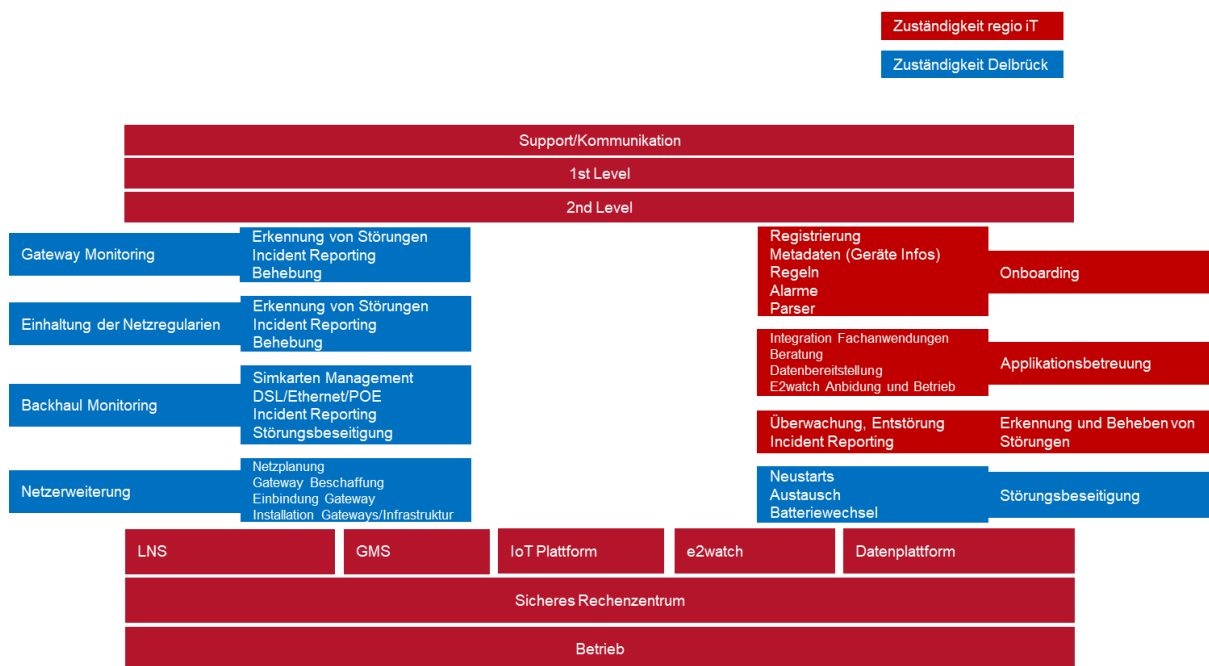 Zuständigkeit regio iT
Zuständigkeit Delbrück
Support/Kommunikation
1st Level
2nd Level
Gateway Monitoring
Erkennung von Störungen
Incident Reporting
Behebung
Einhaltung der Netzregularien
Erkennung von Störungen
Incident Reporting
Behebung
Backhaul Monitoring
Simkarten Management
DSL/Ethernet/POE
Incident Reporting
Störungsbeseitigung
Netzerweiterung
Netzplanung
Gateway Beschaffung
Einbindung Gateway
Installation Gateways/Infrastruktur
Registrierung
Metadaten (Geräte Infos)
Regeln
Alarme
Parser
Onboarding
Integration Fachanwendungen
Beratung
Datenbereitstellung
E2watch Anbidung und Betrieb
Applikationsbetreuung
Überwachung, Entstörung
Incident Reporting
Erkennung und Beheben von
Störungen
Neustarts
Austausch
Batteriewechsel
Störungsbeseitigung
LNS
GMS
IoT Plattform
e2watch
Datenplattform
Sicheres Rechenzentrum
Betrieb